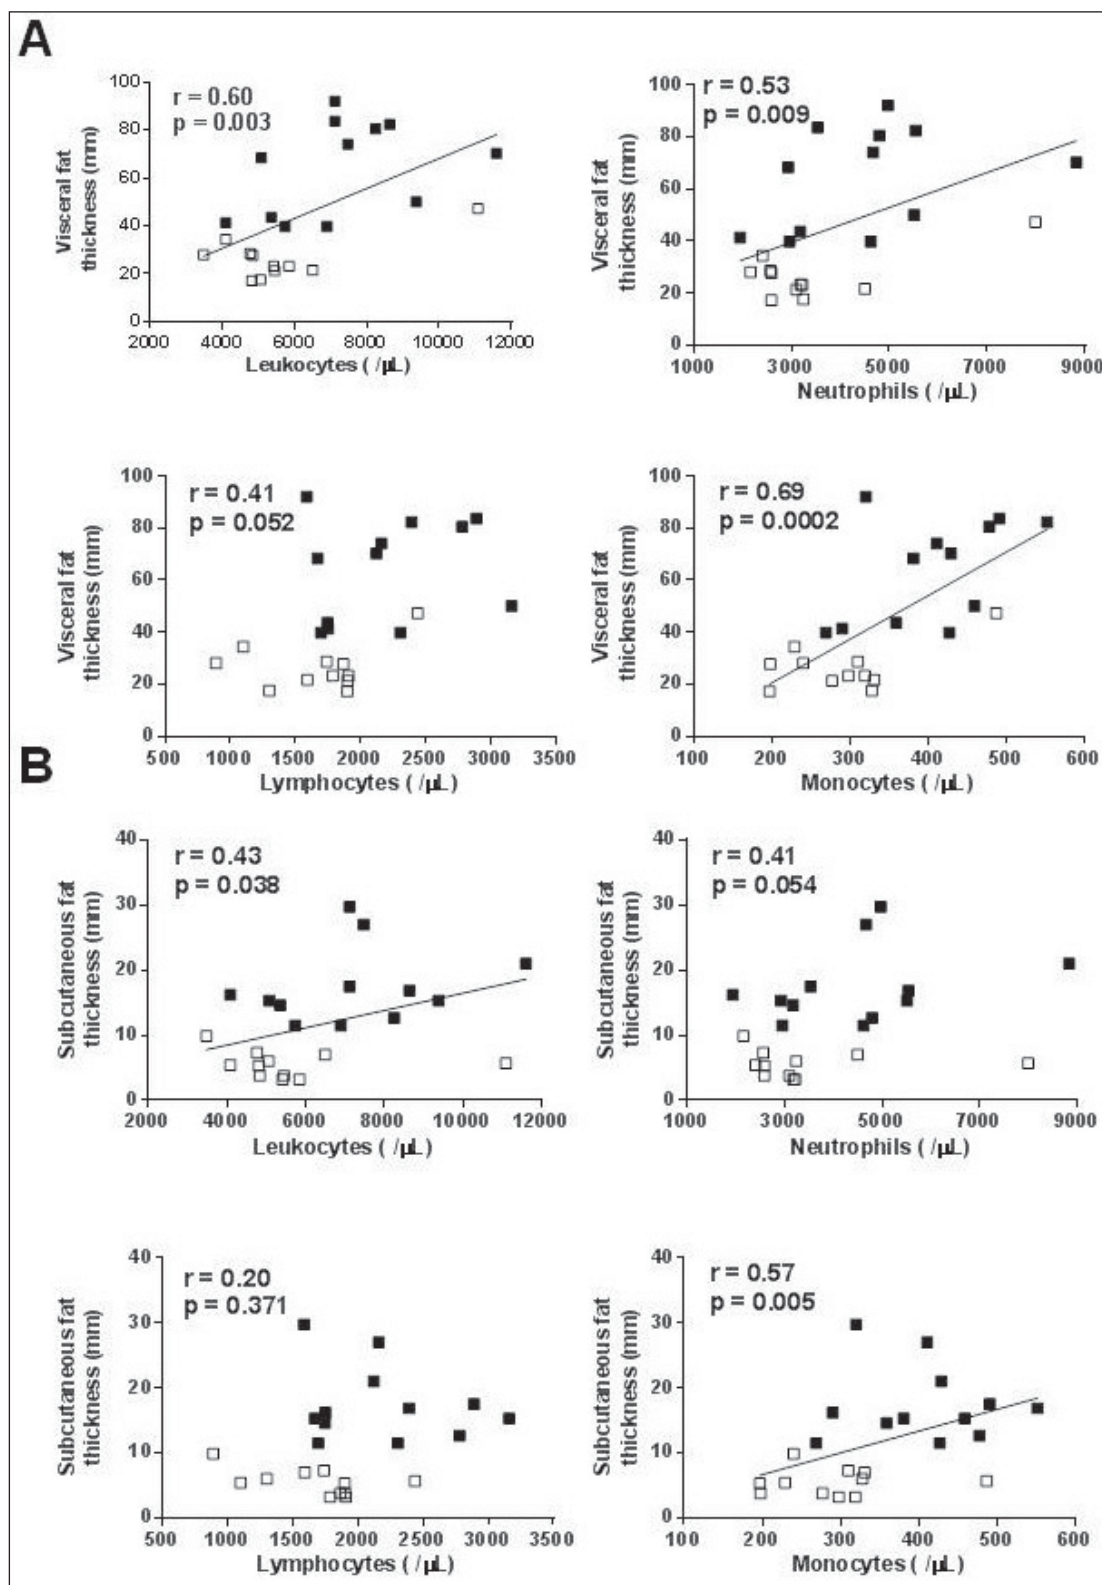 A
r = 0.60
p = 0.003
Visceral fat
thickness (mm)
100
80
60
40
20
0
2000 4000 6000 8000 10000 12000
Leukocytes ( /μL)
r = 0.53
p = 0.009
Visceral fat
thickness (mm)
100
80
60
40
20
0
1000 3000 5000 7000 9000
Neutrophils ( /μL)
r = 0.41
p = 0.052
Visceral fat
thickness (mm)
100
80
60
40
20
0
500 1000 1500 2000 2500 3000 3500
Lymphocytes ( /μL)
r = 0.69
p = 0.0002
Visceral fat
thickness (mm)
100
80
60
40
20
0
100 200 300 400 500 600
Monocytes ( /μL)
B
r = 0.43
p = 0.038
Subcutaneous fat
thickness (mm)
40
30
20
10
0
2000 4000 6000 8000 10000 12000
Leukocytes ( /μL)
r = 0.41
p = 0.054
Subcutaneous fat
thickness (mm)
40
30
20
10
0
1000 3000 5000 7000 9000
Neutrophils ( /μL)
r = 0.20
p = 0.371
Subcutaneous fat
thickness (mm)
40
30
20
10
0
500 1000 1500 2000 2500 3000 3500
Lymphocytes ( /μL)
r = 0.57
p = 0.005
Subcutaneous fat
thickness (mm)
40
30
20
10
0
100 200 300 400 500 600
Monocytes ( /μL)